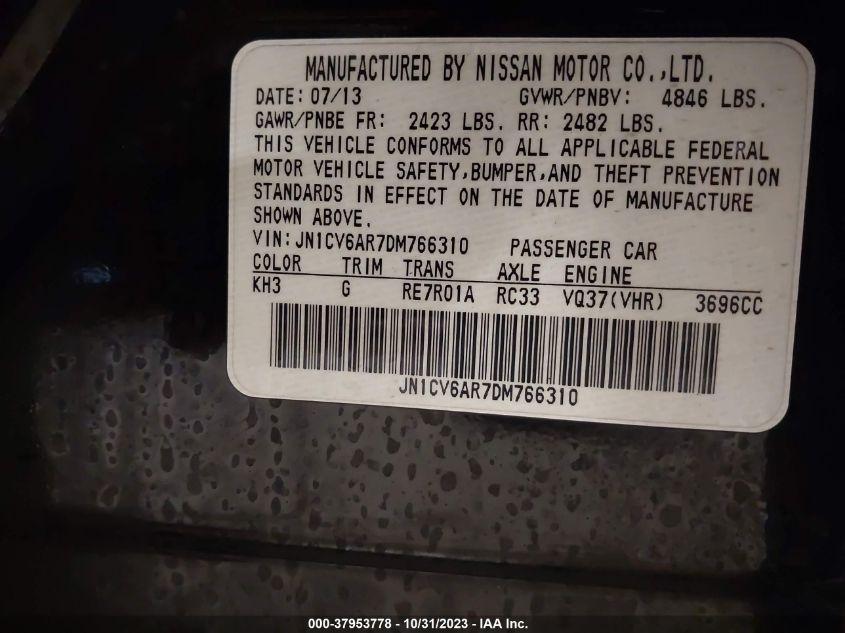 MANUFACTURED BY NISSAN MOTOR CO.,LTD.
DATE: 07/13 GVWR/PNBV: 4846 LBS.
GAWR/PNBE FR: 2423 LBS. RR: 2482 LBS.
THIS VEHICLE CONFORMS TO ALL APPLICABLE FEDERAL
MOTOR VEHICLE SAFETY,BUMPER,AND THEFT PREVENTION
STANDARDS IN EFFECT ON THE DATE OF MANUFACTURE
SHOWN ABOVE.
VIN:JN1CV6AR7DM766310 PASSENGER CAR
COLOR TRIM TRANS AXLE ENGINE
KH3 G RE7R01A RC33 VQ37(VHR) 3696CC
JN1CV6AR7DM766310
000-37953778 - 10/31/2023 - IAA Inc.